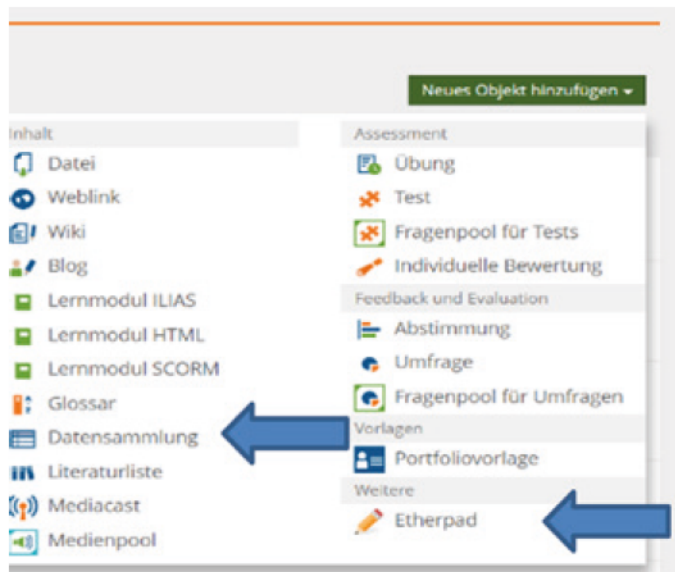 Neues Objekt hinzufügen
Inhalt
Datei
Weblink
Wiki
Blog
Lernmodul ILIAS
Lernmodul HTML
Lernmodul SCORM
Glossar
Datensammlung
Literaturliste
Mediacast
Medienpool
Assessment
Übung
Test
Fragenpool für Tests
Individuelle Bewertung
Feedback und Evaluation
Abstimmung
Umfrage
Fragenpool für Umfragen
Vorlagen
Portfoliovorlage
Weitere
Etherpad